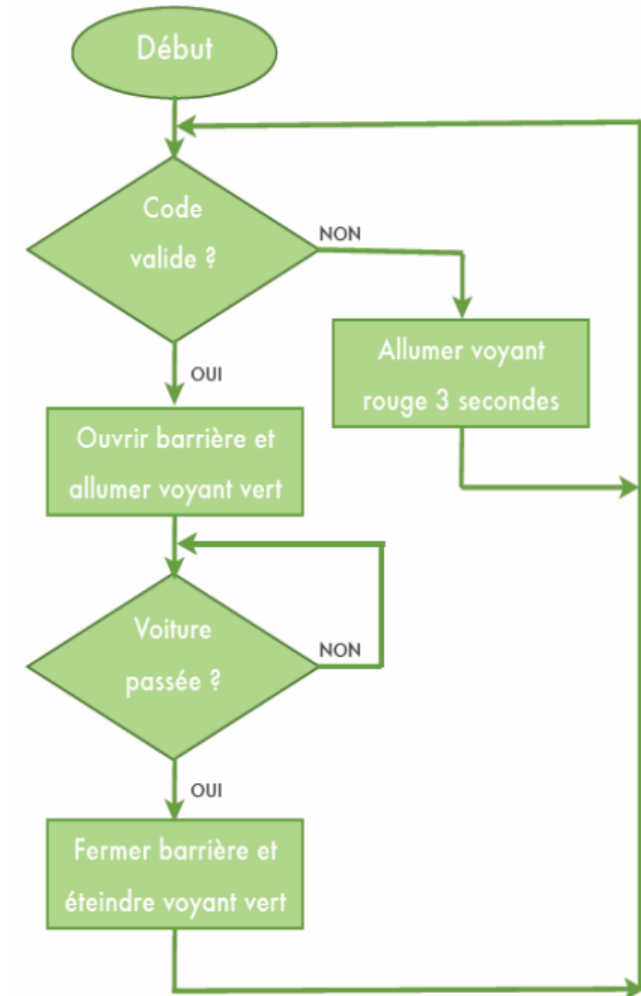 Début
Code
valide ?
NON
Allumer voyant
rouge 3 secondes
OUI
Ouvrir barrière et
allumer voyant vert
Voiture
passée ?
NON
OUI
Fermer barrière et
éteindre voyant vert